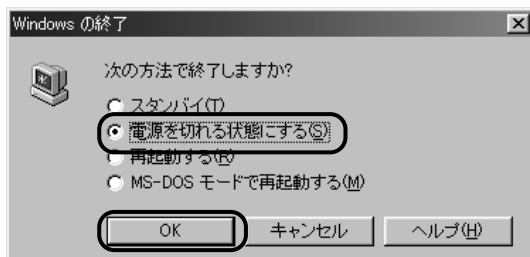 Windows の終了
次の方法で終了しますか?
スタンバイ(T)
電源を切れる状態にする(S)
再起動する(R)
MS-DOS モードで再起動する(M)
OK キャンセル ヘルプ(H)